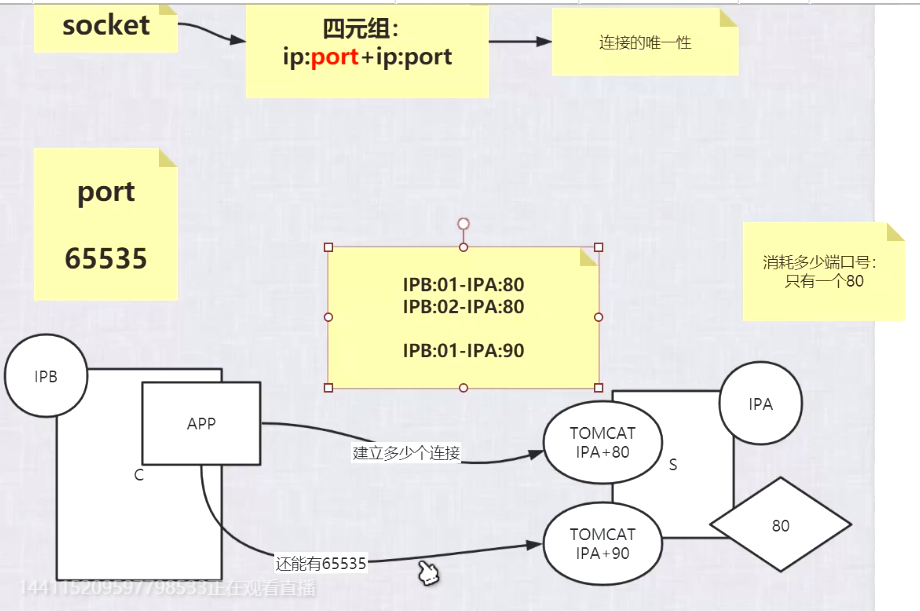 socket
四元组：
ip:port+ip:port
连接的唯一性
port
65535
IPB:01-IPA:80
IPB:02-IPA:80
IPB:01-IPA:90
消耗多少端口号：
只有一个80
IPB
APP
C
建立多少个连接
TOMCAT
IPA+80
S
IPA
还能有65535
TOMCAT
IPA+90
80
144115209597798533正在观看直播